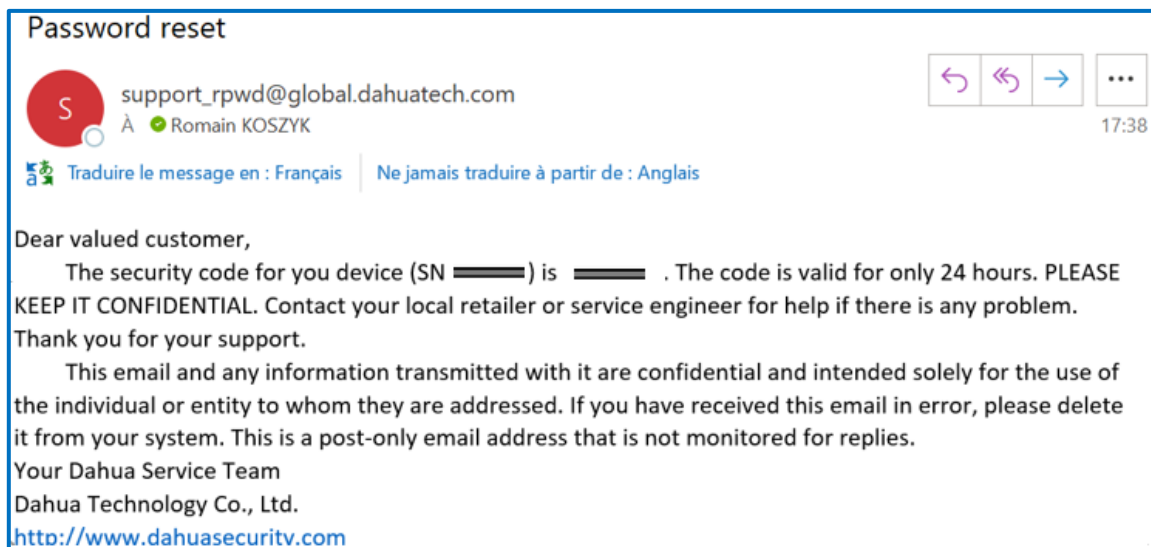 Password reset
S
support_rpwd@global.dahuatech.com
À Romain KOSZYK
17:38
Traduire le message en : Français | Ne jamais traduire à partir de : Anglais
Dear valued customer,
The security code for you device (SN ) is . The code is valid for only 24 hours. PLEASE
KEEP IT CONFIDENTIAL. Contact your local retailer or service engineer for help if there is any problem.
Thank you for your support.
This email and any information transmitted with it are confidential and intended solely for the use of
the individual or entity to whom they are addressed. If you have received this email in error, please delete
it from your system. This is a post-only email address that is not monitored for replies.
Your Dahua Service Team
Dahua Technology Co., Ltd.
http://www.dahuasecurity.com